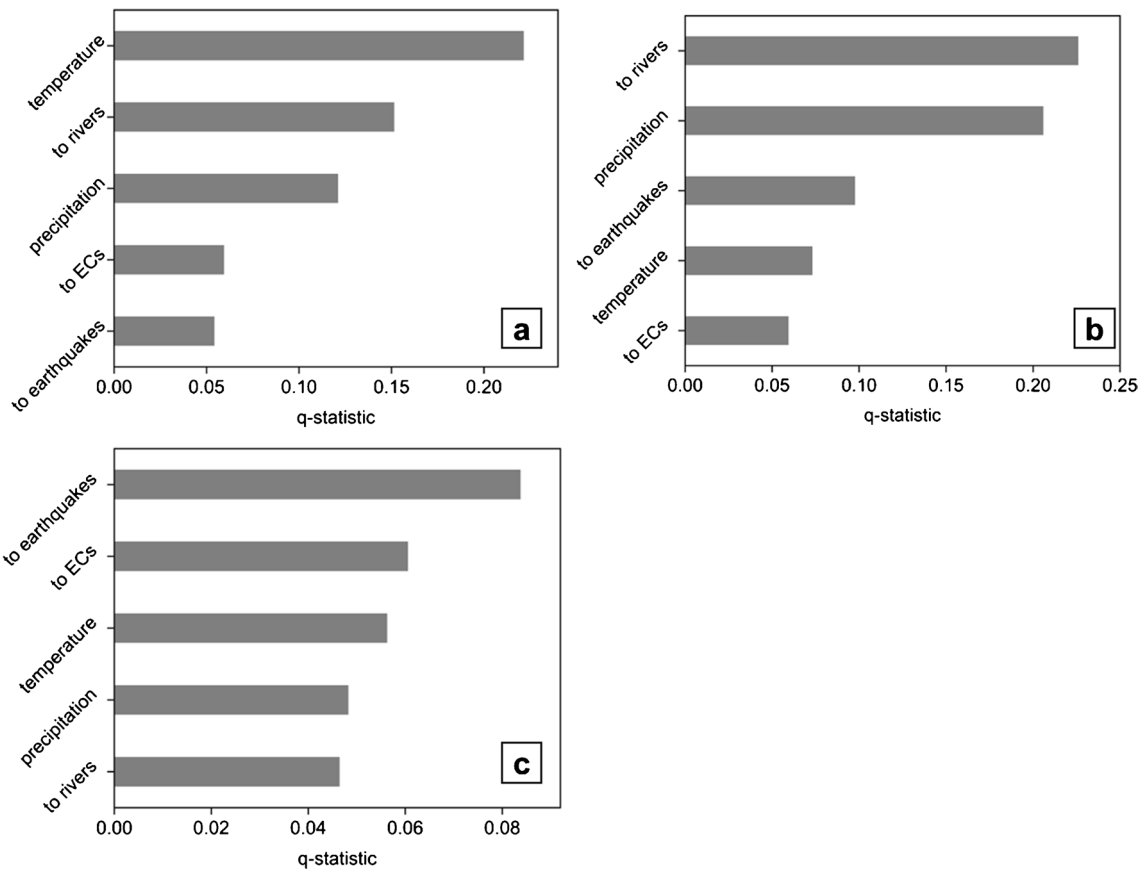 temperature
to rivers
precipitation
to ECs
to earthquakes
a
0.00 0.05 0.10 0.15 0.20
q-statistic
to rivers
precipitation
to earthquakes
temperature
to ECs
b
0.00 0.05 0.10 0.15 0.20 0.25
q-statistic
to earthquakes
to ECs
temperature
precipitation
to rivers
c
0.00 0.02 0.04 0.06 0.08
q-statistic